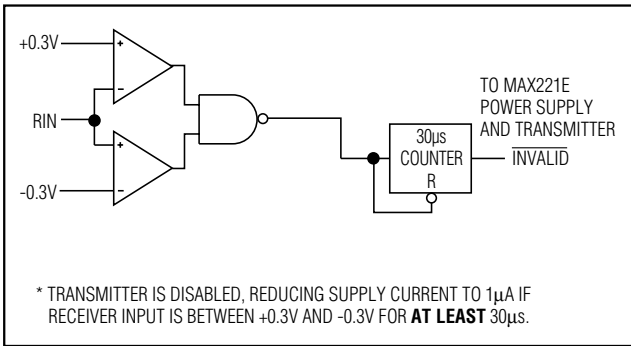 +0.3V
+
-
RIN
+
-
-0.3V
30µs
COUNTER
R
TO MAX221E
POWER SUPPLY
AND TRANSMITTER
INVALID
* TRANSMITTER IS DISABLED, REDUCING SUPPLY CURRENT TO 1µA IF
RECEIVER INPUT IS BETWEEN +0.3V AND -0.3V FOR AT LEAST 30µs.